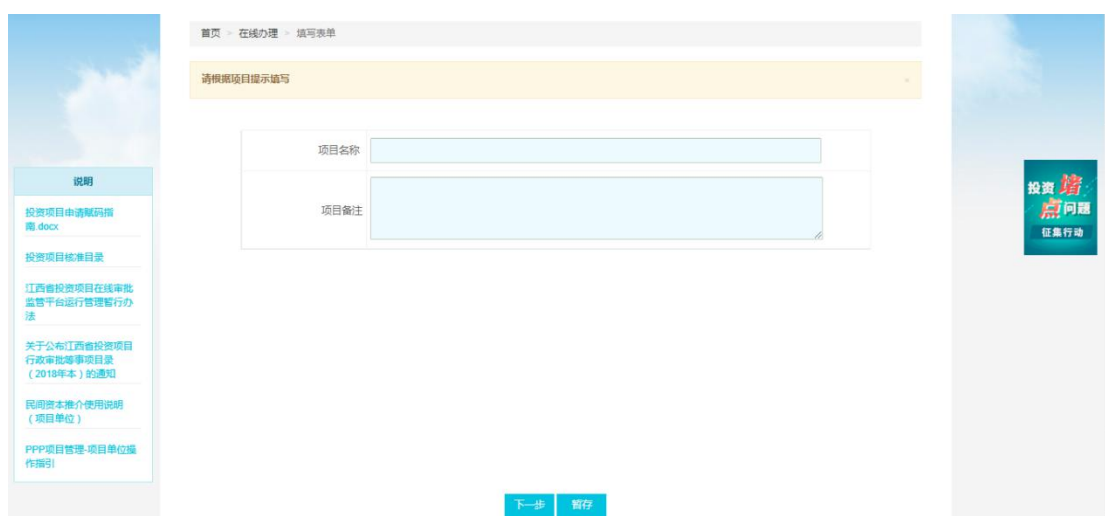 首页 > 在线办理 > 填写表单
请根据项目提示填写
×
项目名称
项目备注
说明
投资项目申请赋码指
南.docx
投资项目核准目录
江西省投资项目在线审批
监管平台运行管理暂行办
法
关于公布江西省投资项目
行政审批等事项目录
（2018年本）的通知
民间资本推介使用说明
（项目单位）
PPP项目管理-项目单位操
作指引
投资堵
点问题
征集行动
下一步 暂存